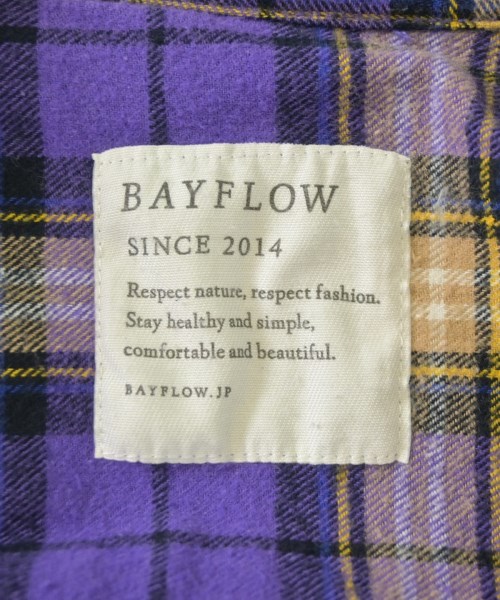 BAYFLOW
SINCE 2014
Respect nature, respect fashion.
Stay healthy and simple,
comfortable and beautiful.
BAYFLOW.JP